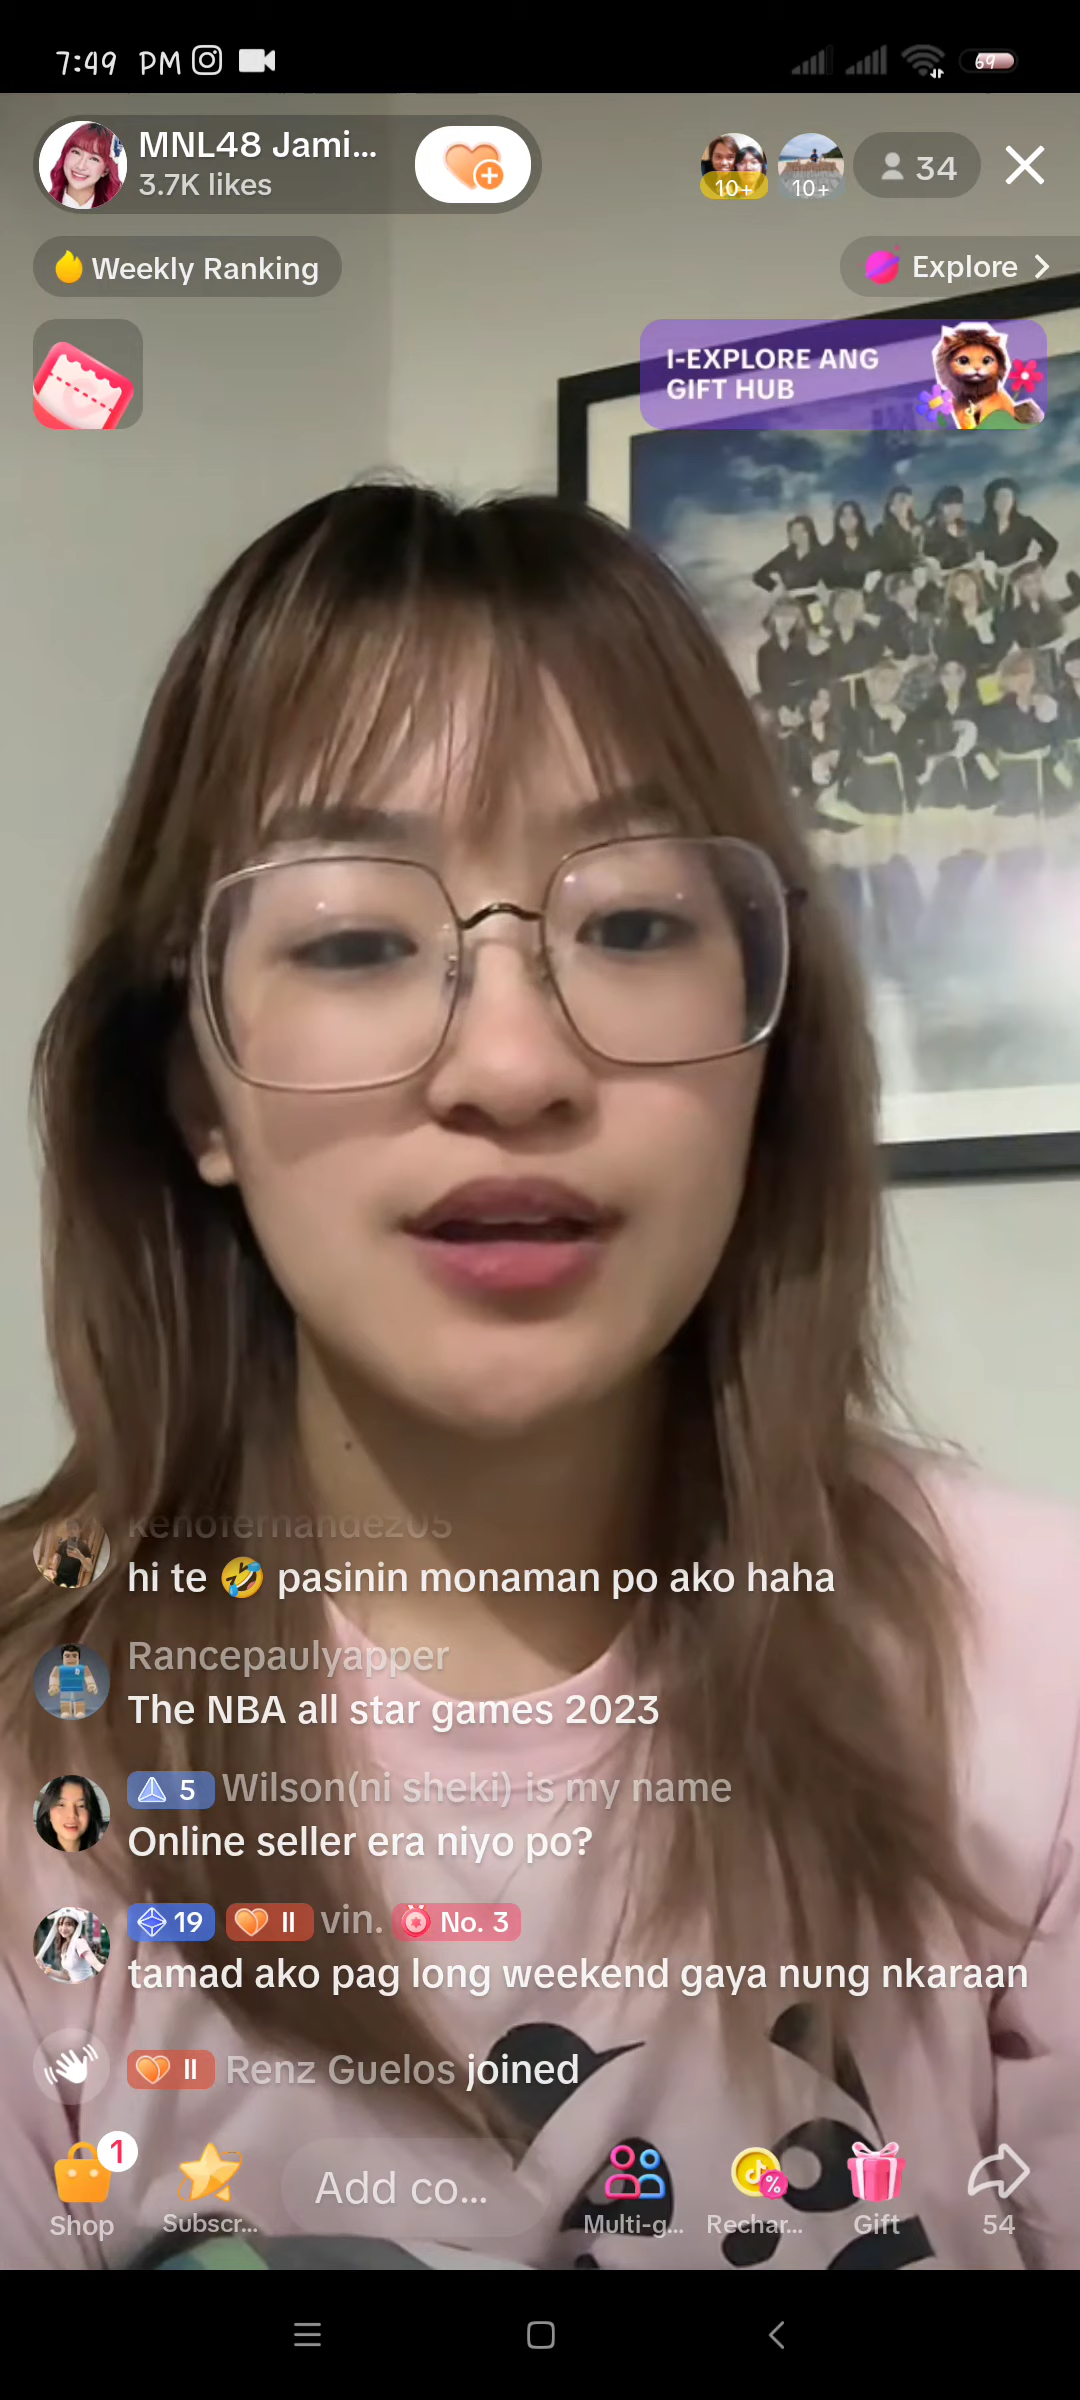 7:49 PM
69
MNL48 Jami...
3.7K likes
10+
10+
34
Weekly Ranking
Explore
I-EXPLORE ANG
GIFT HUB
kenofernandez05
hi te 🤣 pasinin monaman po ako haha
Rancepaulyapper
The NBA all star games 2023
5 Wilson(ni sheki) is my name
Online seller era niyo po?
19 II vin. No. 3
tamad ako pag long weekend gaya nung nkaraan
II Renz Guelos joined
1
Add co...
Shop
Subscr...
Multi-g...
Rechar...
Gift
54